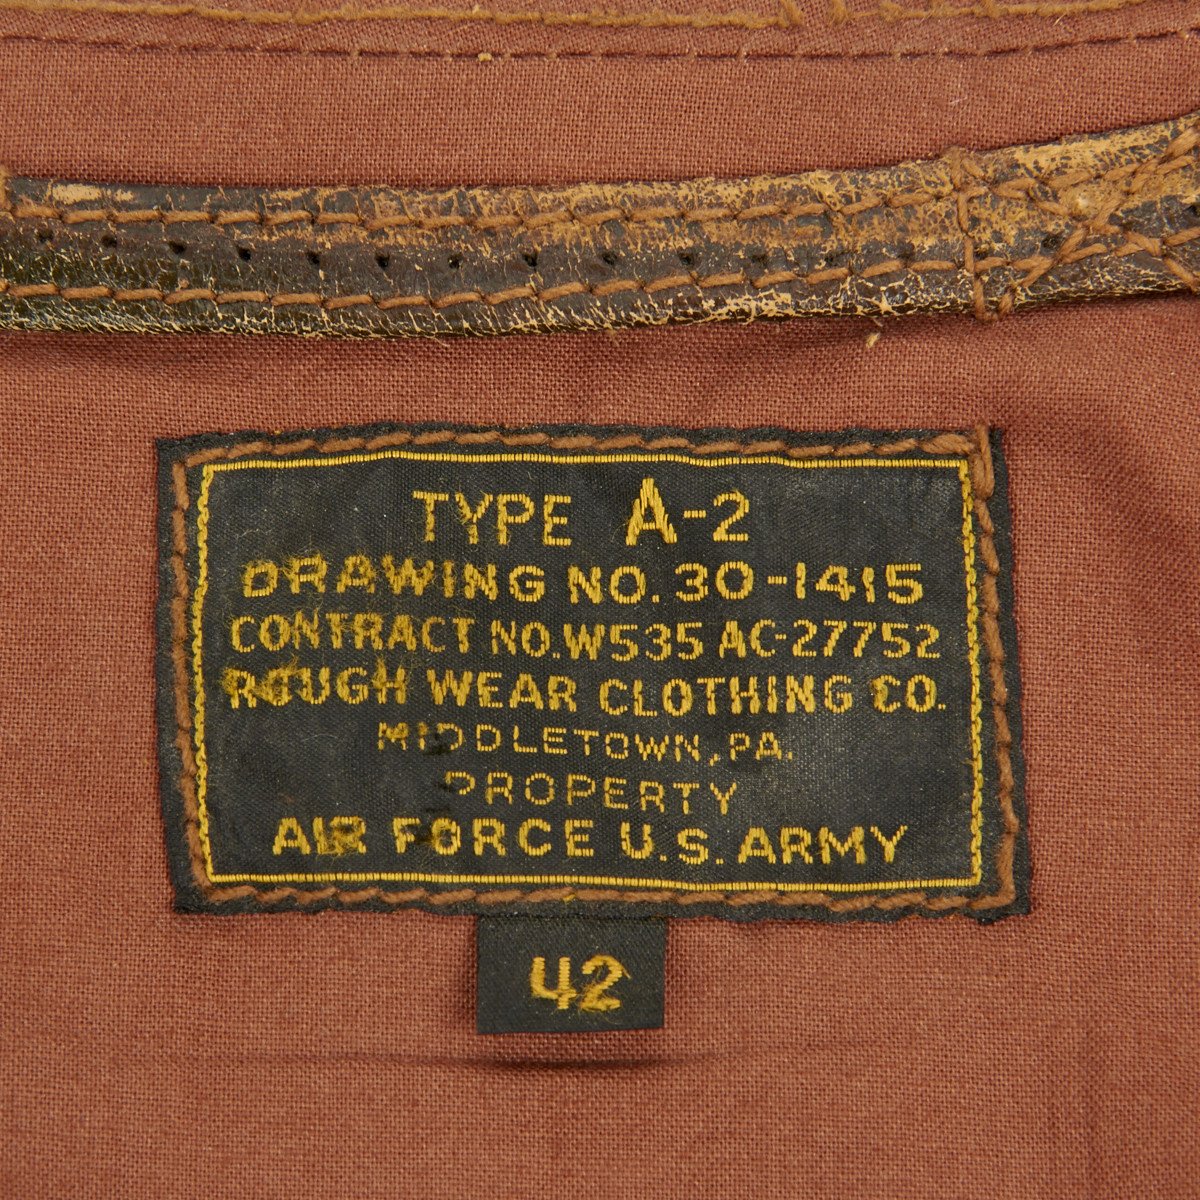 TYPE A-2
DRAWING NO. 30-1415
CONTRACT NO. W535 AC-27752
ROUGH WEAR CLOTHING CO.
MIDDLETOWN, PA.
PROPERTY
AIR FORCE U.S. ARMY
42